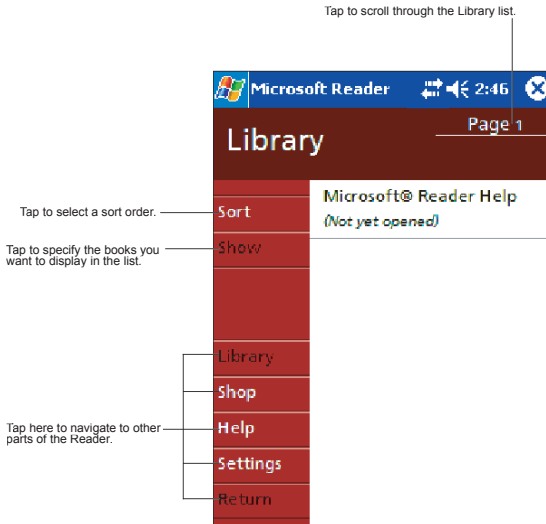 Tap to scroll through the Library list.
Microsoft Reader 2:46
Library
Page 1
Microsoft® Reader Help
(Not yet opened)
Tap to select a sort order.
Sort
Tap to specify the books you
want to display in the list.
Show
Library
Shop
Tap here to navigate to other
parts of the Reader.
Help
Settings
Return